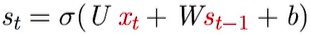 s_t = σ(U x_t + W s_{t−1} + b)